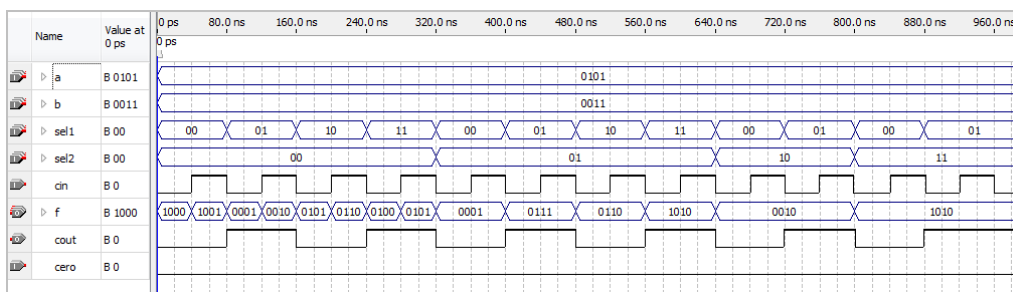 Name Value at 0 ps
0 ps 80.0 ns 160.0 ns 240.0 ns 320.0 ns 400.0 ns 480.0 ns 560.0 ns 640.0 ns 720.0 ns 800.0 ns 880.0 ns 960.0 ns
0 ps
a B 0101 0101
b B 0011 0011
sel1 B 00 00 01 10 11 00 01 10 11 00 01 00 01
sel2 B 00 00 01 10 11
cin B 0
f B 1000 1000 1001 0001 0010 0101 0110 0100 0101 0001 0111 0110 1010 0010 1010
cout B 0
cero B 0